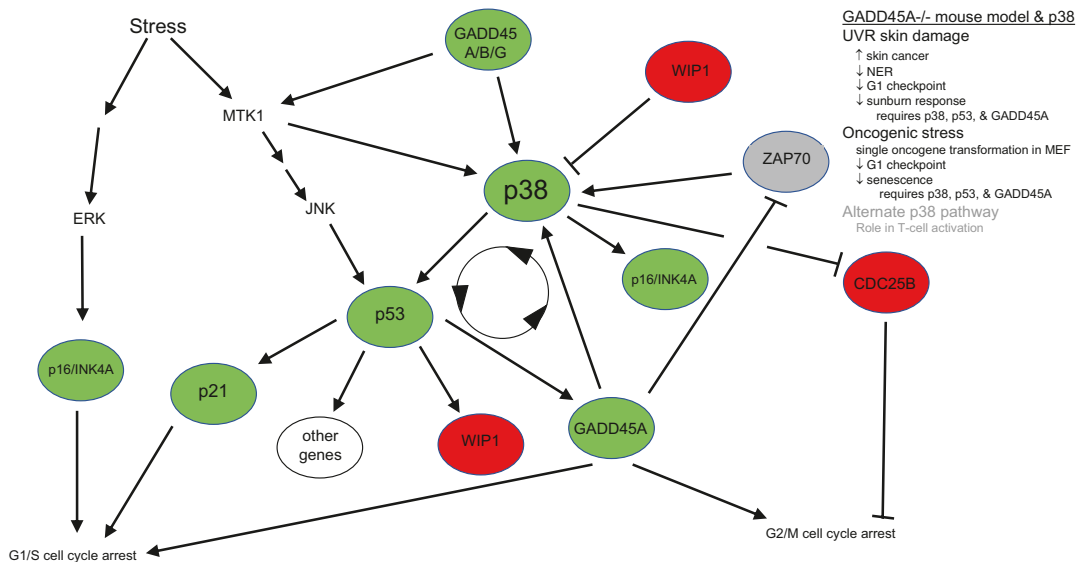 Stress
GADD45
A/B/G
WIP1
MTK1
ZAP70
p38
JNK
ERK
p16/INK4A
CDC25B
p53
p16/INK4A
p21
other
genes
WIP1
GADD45A
G1/S cell cycle arrest
G2/M cell cycle arrest
GADD45A-/- mouse model & p38
UVR skin damage
↑ skin cancer
↓ NER
↓ G1 checkpoint
↓ sunburn response
requires p38, p53, & GADD45A
Oncogenic stress
single oncogene transformation in MEF
↓ G1 checkpoint
↓ senescence
requires p38, p53, & GADD45A
Alternate p38 pathway
Role in T-cell activation